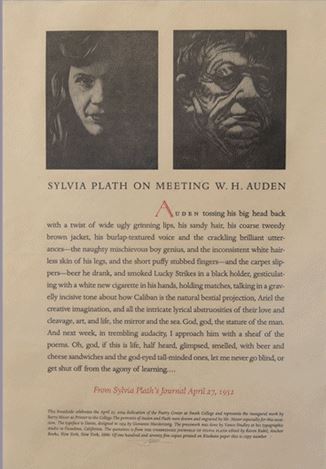 SYLVIA PLATH ON MEETING W. H. AUDEN
AUDEN tossing his big head back
with a twist of wide ugly grinning lips, his sandy hair, his coarse tweedy
brown jacket, his burlap-textured voice and the crackling brilliant utter-
ances—the naughty mischievous boy genius, and the inconsistent white hair-
less skin of his legs, and the short puffy stubbed fingers—and the carpet slip-
pers—beer he drank, and smoked Lucky Strikes in a black holder, gesticulat-
ing with a white new cigarette in his hands, holding matches, talking in a grav-
elly incisive tone about how Caliban is the natural bestial projection, Ariel the
creative imagination, and all the intricate lyrical abstrusities of their love and
cleavage, art, and life, the mirror and the sea. God, god, the stature of the man.
And next week, in trembling audacity, I approach him with a sheaf of the
poems. Oh, god, if this is life, half heard, glimpsed, smelled, with beer and
cheese sandwiches and the god-eyed tall-minded ones, let me never go blind, or
get shut off from the agony of learning....
From Sylvia Plath's Journal April 27, 1952
This broadside celebrates the April 27, 2004 dedication of the Poetry Center at Smith College and represents the inaugural work by
Barry Moser as Printer to the College. The portraits of Auden and Plath were drawn and engraved by Mr. Moser especially for this occa-
sion. The typeface is Dante, designed in 1954 by Giovanni Mardersteig. The presswork was done by Vance Studley at his typographic
studio in Pasadena, California. The quotation is from THE UNABRIDGED JOURNALS OF SYLVIA PLATH edited by Karen Kukil, Anchor
Books, New York, New York, 2000. Of one hundred and seventy five copies printed on paper this is copy number